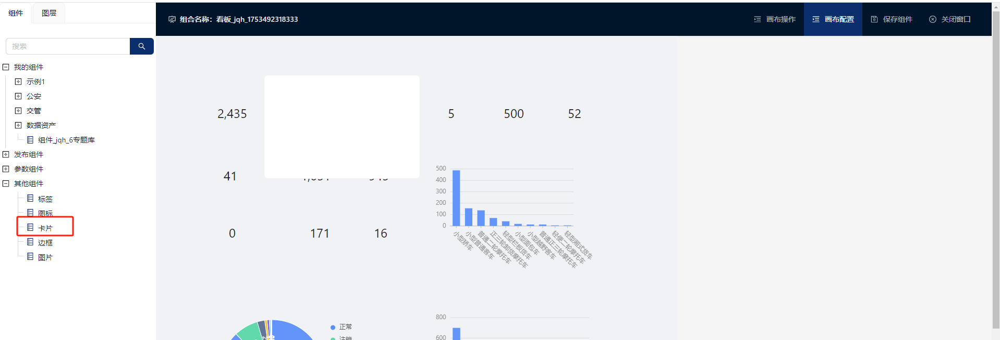 组件
图层
组合名称：看板_jqh_1753492318333
画布操作
画布配置
保存组件
关闭窗口
搜索
我的组件
示例1
公安
交管
数据资产
组件_jqh_6专题库
发布组件
参数组件
其他组件
标签
图标
卡片
边框
图片
2,435
5
500
52
41
0
171
16
500
400
300
200
100
0
小型轿车
小型普通客车
普通二轮摩托车
正三轮卸货摩托车
轻型栏板货车
小型面包车
小型越野客车
普通正三轮摩托车
轻便二轮摩托车
轻型厢式货车
正常
注销
800
600